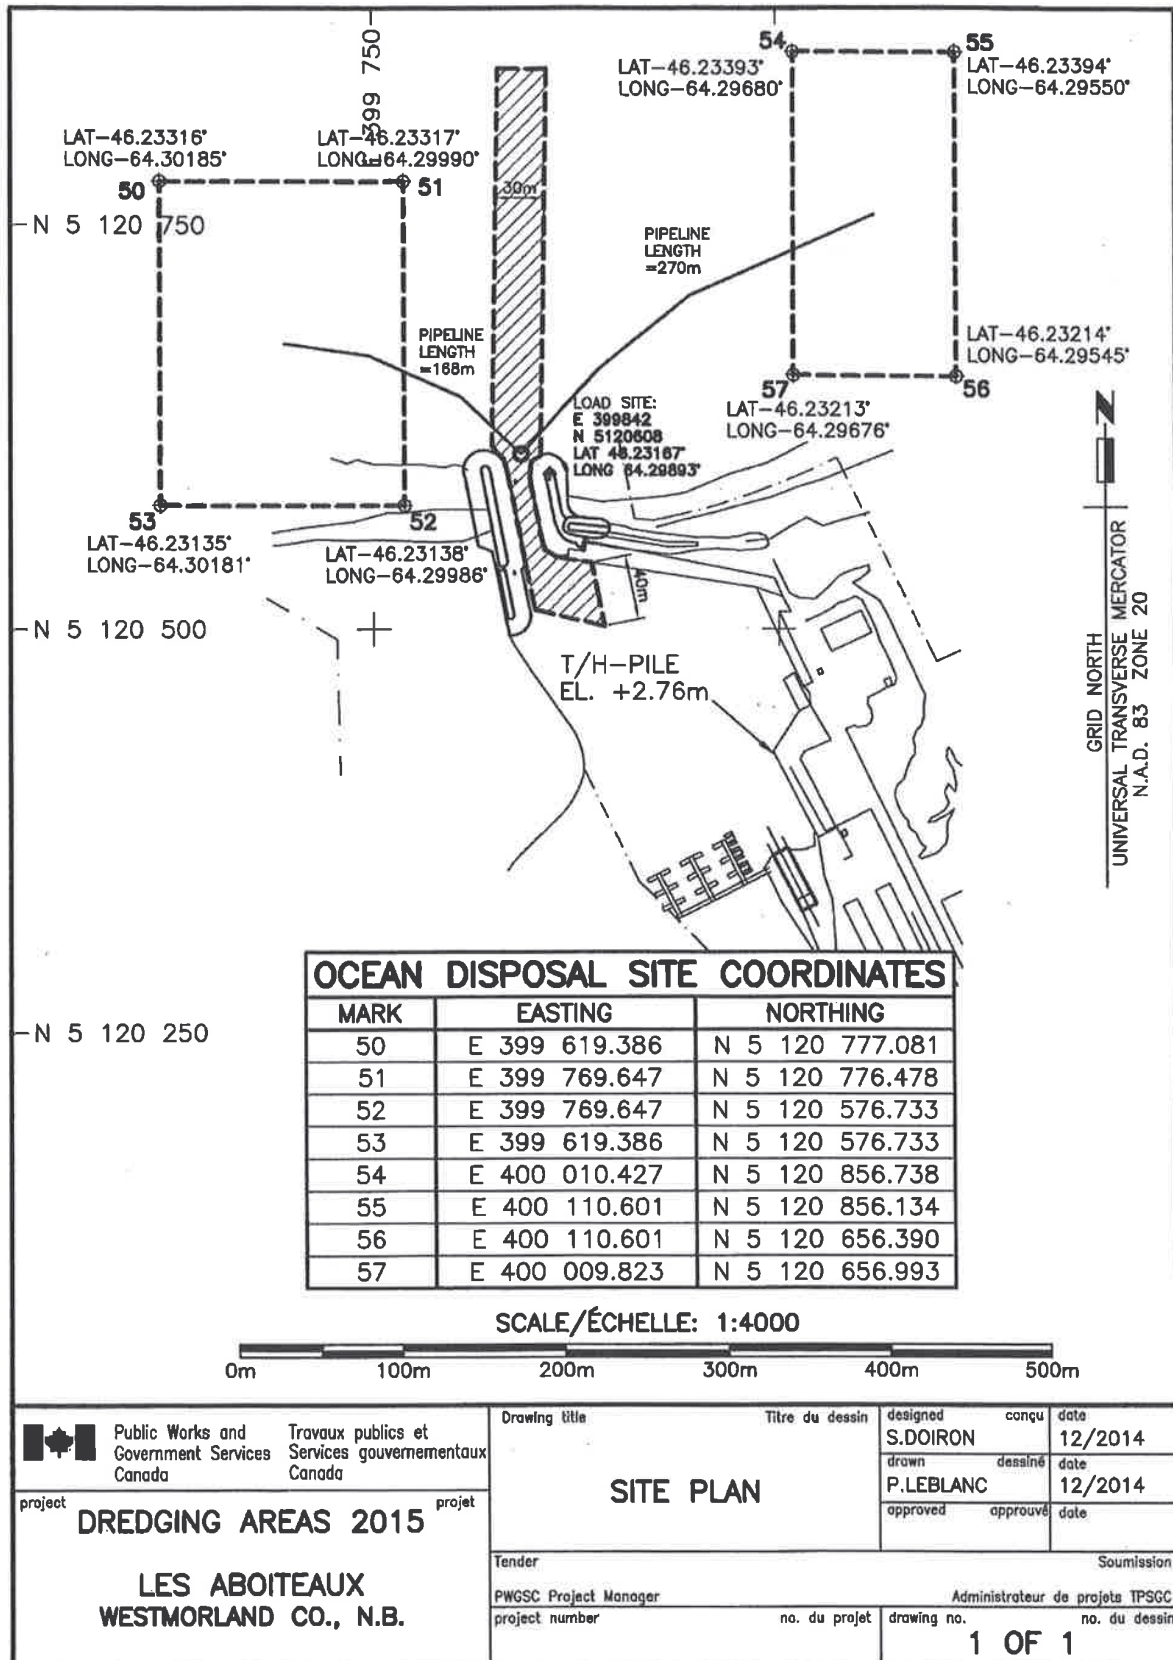 E 399 750
54
55
LAT-46.23393°
LONG-64.29680°
LAT-46.23394°
LONG-64.29550°
LAT-46.23316°
LONG-64.30185°
LAT-46.23317°
LONG-64.29990°
50
51
30m
N 5 120 750
PIPELINE
LENGTH
=270m
PIPELINE
LENGTH
=168m
LAT-46.23214°
LONG-64.29545°
57
56
LOAD SITE:
E 399842
N 5120608
LAT 46.23167°
LONG 64.29893°
LAT-46.23213°
LONG-64.29676°
53
52
LAT-46.23135°
LONG-64.30181°
LAT-46.23138°
LONG-64.29986°
40m
N 5 120 500
T/H-PILE
EL. +2.76m
GRID NORTH
UNIVERSAL TRANSVERSE MERCATOR
N.A.D. 83 ZONE 20
N 5 120 250
OCEAN DISPOSAL SITE COORDINATES
MARK EASTING NORTHING
50 E 399 619.386 N 5 120 777.081
51 E 399 769.647 N 5 120 776.478
52 E 399 769.647 N 5 120 576.733
53 E 399 619.386 N 5 120 576.733
54 E 400 010.427 N 5 120 856.738
55 E 400 110.601 N 5 120 856.134
56 E 400 110.601 N 5 120 656.390
57 E 400 009.823 N 5 120 656.993
SCALE/ÉCHELLE: 1:4000
0m 100m 200m 300m 400m 500m
Public Works and
Government Services
Canada
Travaux publics et
Services gouvernementaux
Canada
project projet
DREDGING AREAS 2015
LES ABOITEAUX
WESTMORLAND CO., N.B.
Drawing title Titre du dessin
SITE PLAN
designed conçu date
S.DOIRON 12/2014
drawn dessiné date
P.LEBLANC 12/2014
approved approuvé date
Tender Soumission
PWGSC Project Manager Administrateur de projets TPSGC
project number no. du projet
drawing no. no. du dessin
1 OF 1